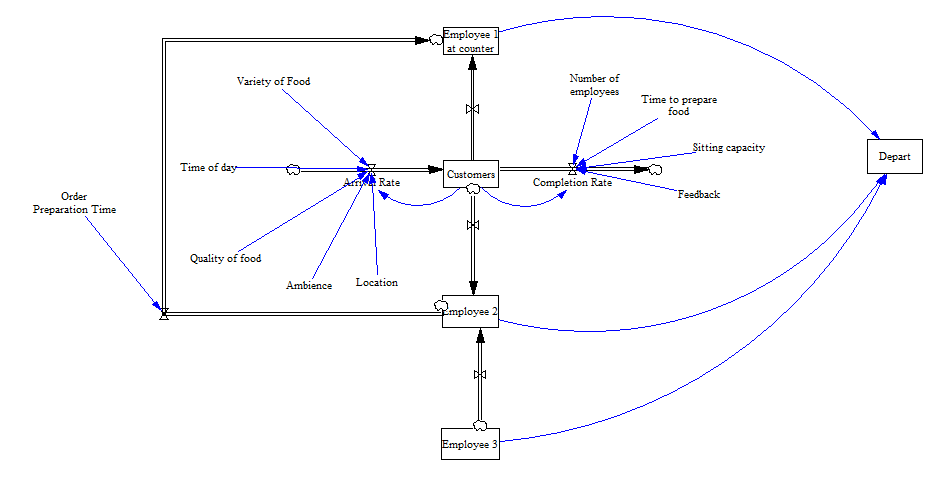 Employee 1
at counter
Variety of Food
Number of
employees
Time to prepare
food
Sitting capacity
Depart
Time of day
Customers
Arrival Rate
Completion Rate
Feedback
Order
Preparation Time
Quality of food
Ambience
Location
Employee 2
Employee 3